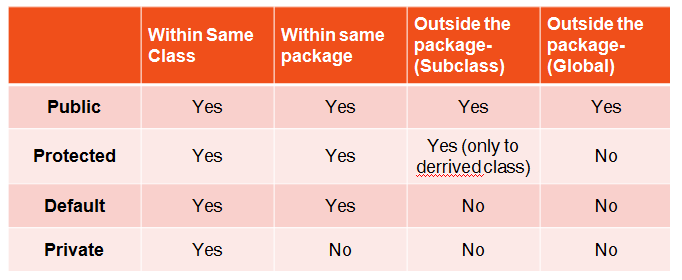 Within Same Class Within same package Outside the package-(Subclass) Outside the package-(Global)
Public Yes Yes Yes Yes
Protected Yes Yes Yes (only to derrived class) No
Default Yes Yes No No
Private Yes No No No